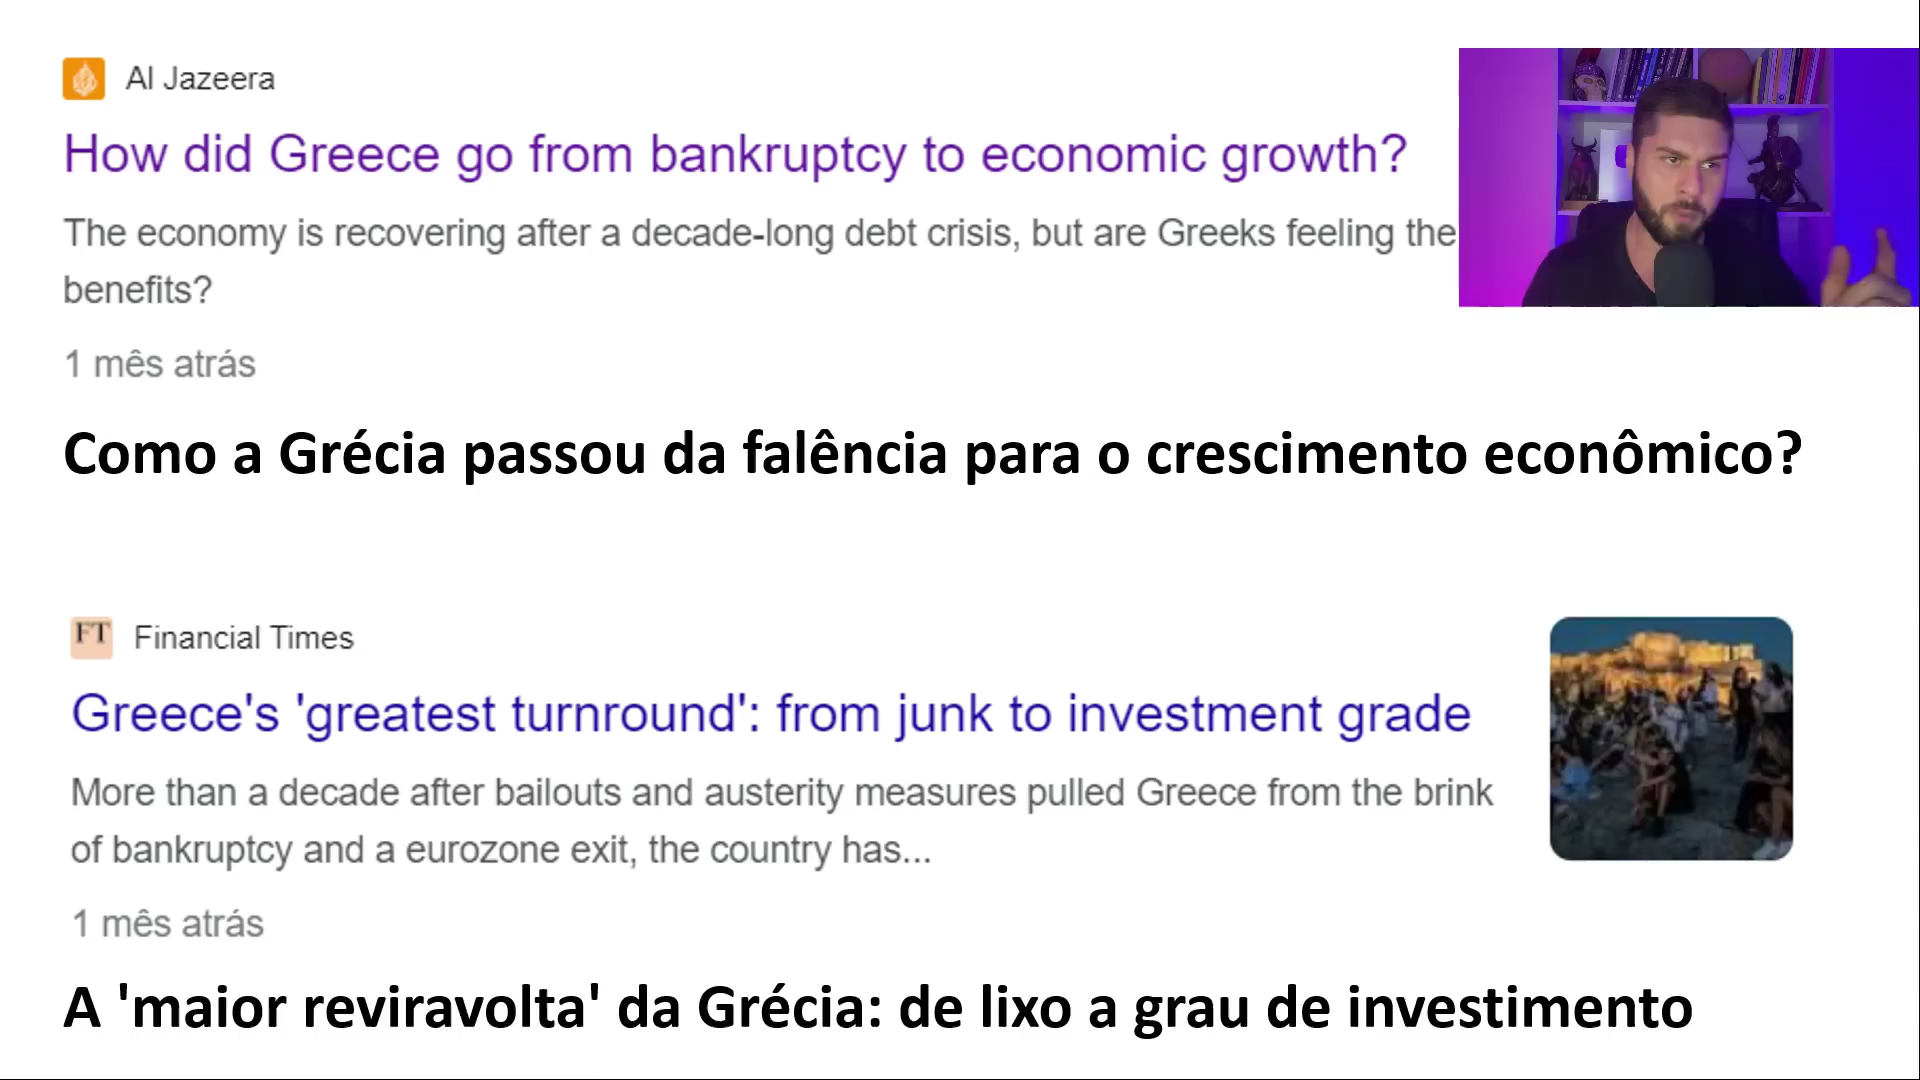 Al Jazeera
How did Greece go from bankruptcy to economic growth?
The economy is recovering after a decade-long debt crisis, but are Greeks feeling the
benefits?
1 mês atrás
Como a Grécia passou da falência para o crescimento econômico?
FT
Financial Times
Greece's 'greatest turnround': from junk to investment grade
More than a decade after bailouts and austerity measures pulled Greece from the brink
of bankruptcy and a eurozone exit, the country has...
1 mês atrás
A 'maior reviravolta' da Grécia: de lixo a grau de investimento